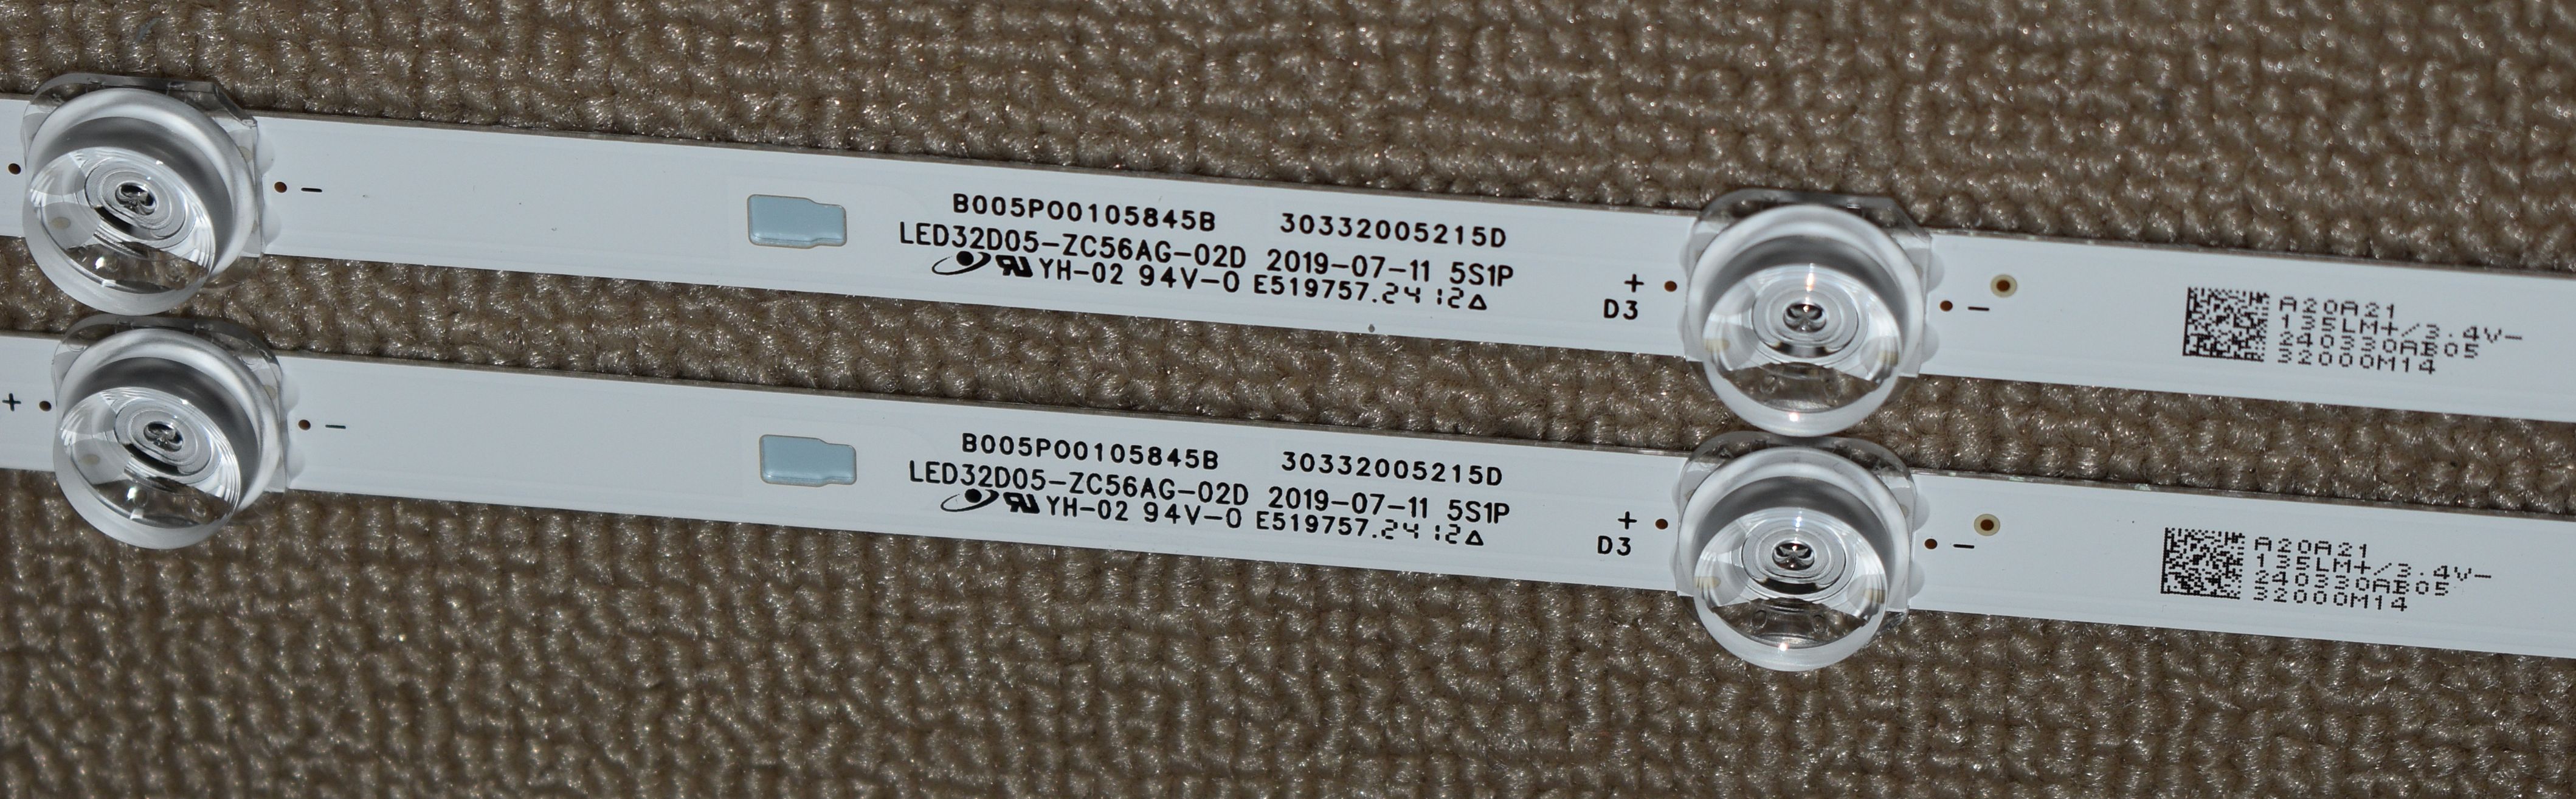 −
B005P00105845B 30332005215D
LED32D05-ZC56AG-02D 2019-07-11 5S1P
YH-02 94V-0 E519757.24 12△
+
D3
−
A20A21
135LM+/3.4V-
240330AB05
32000M14
+ −
B005P00105845B 30332005215D
LED32D05-ZC56AG-02D 2019-07-11 5S1P
YH-02 94V-0 E519757.24 12△
+
D3
−
A20A21
135LM+/3.4V-
240330AB05
32000M14